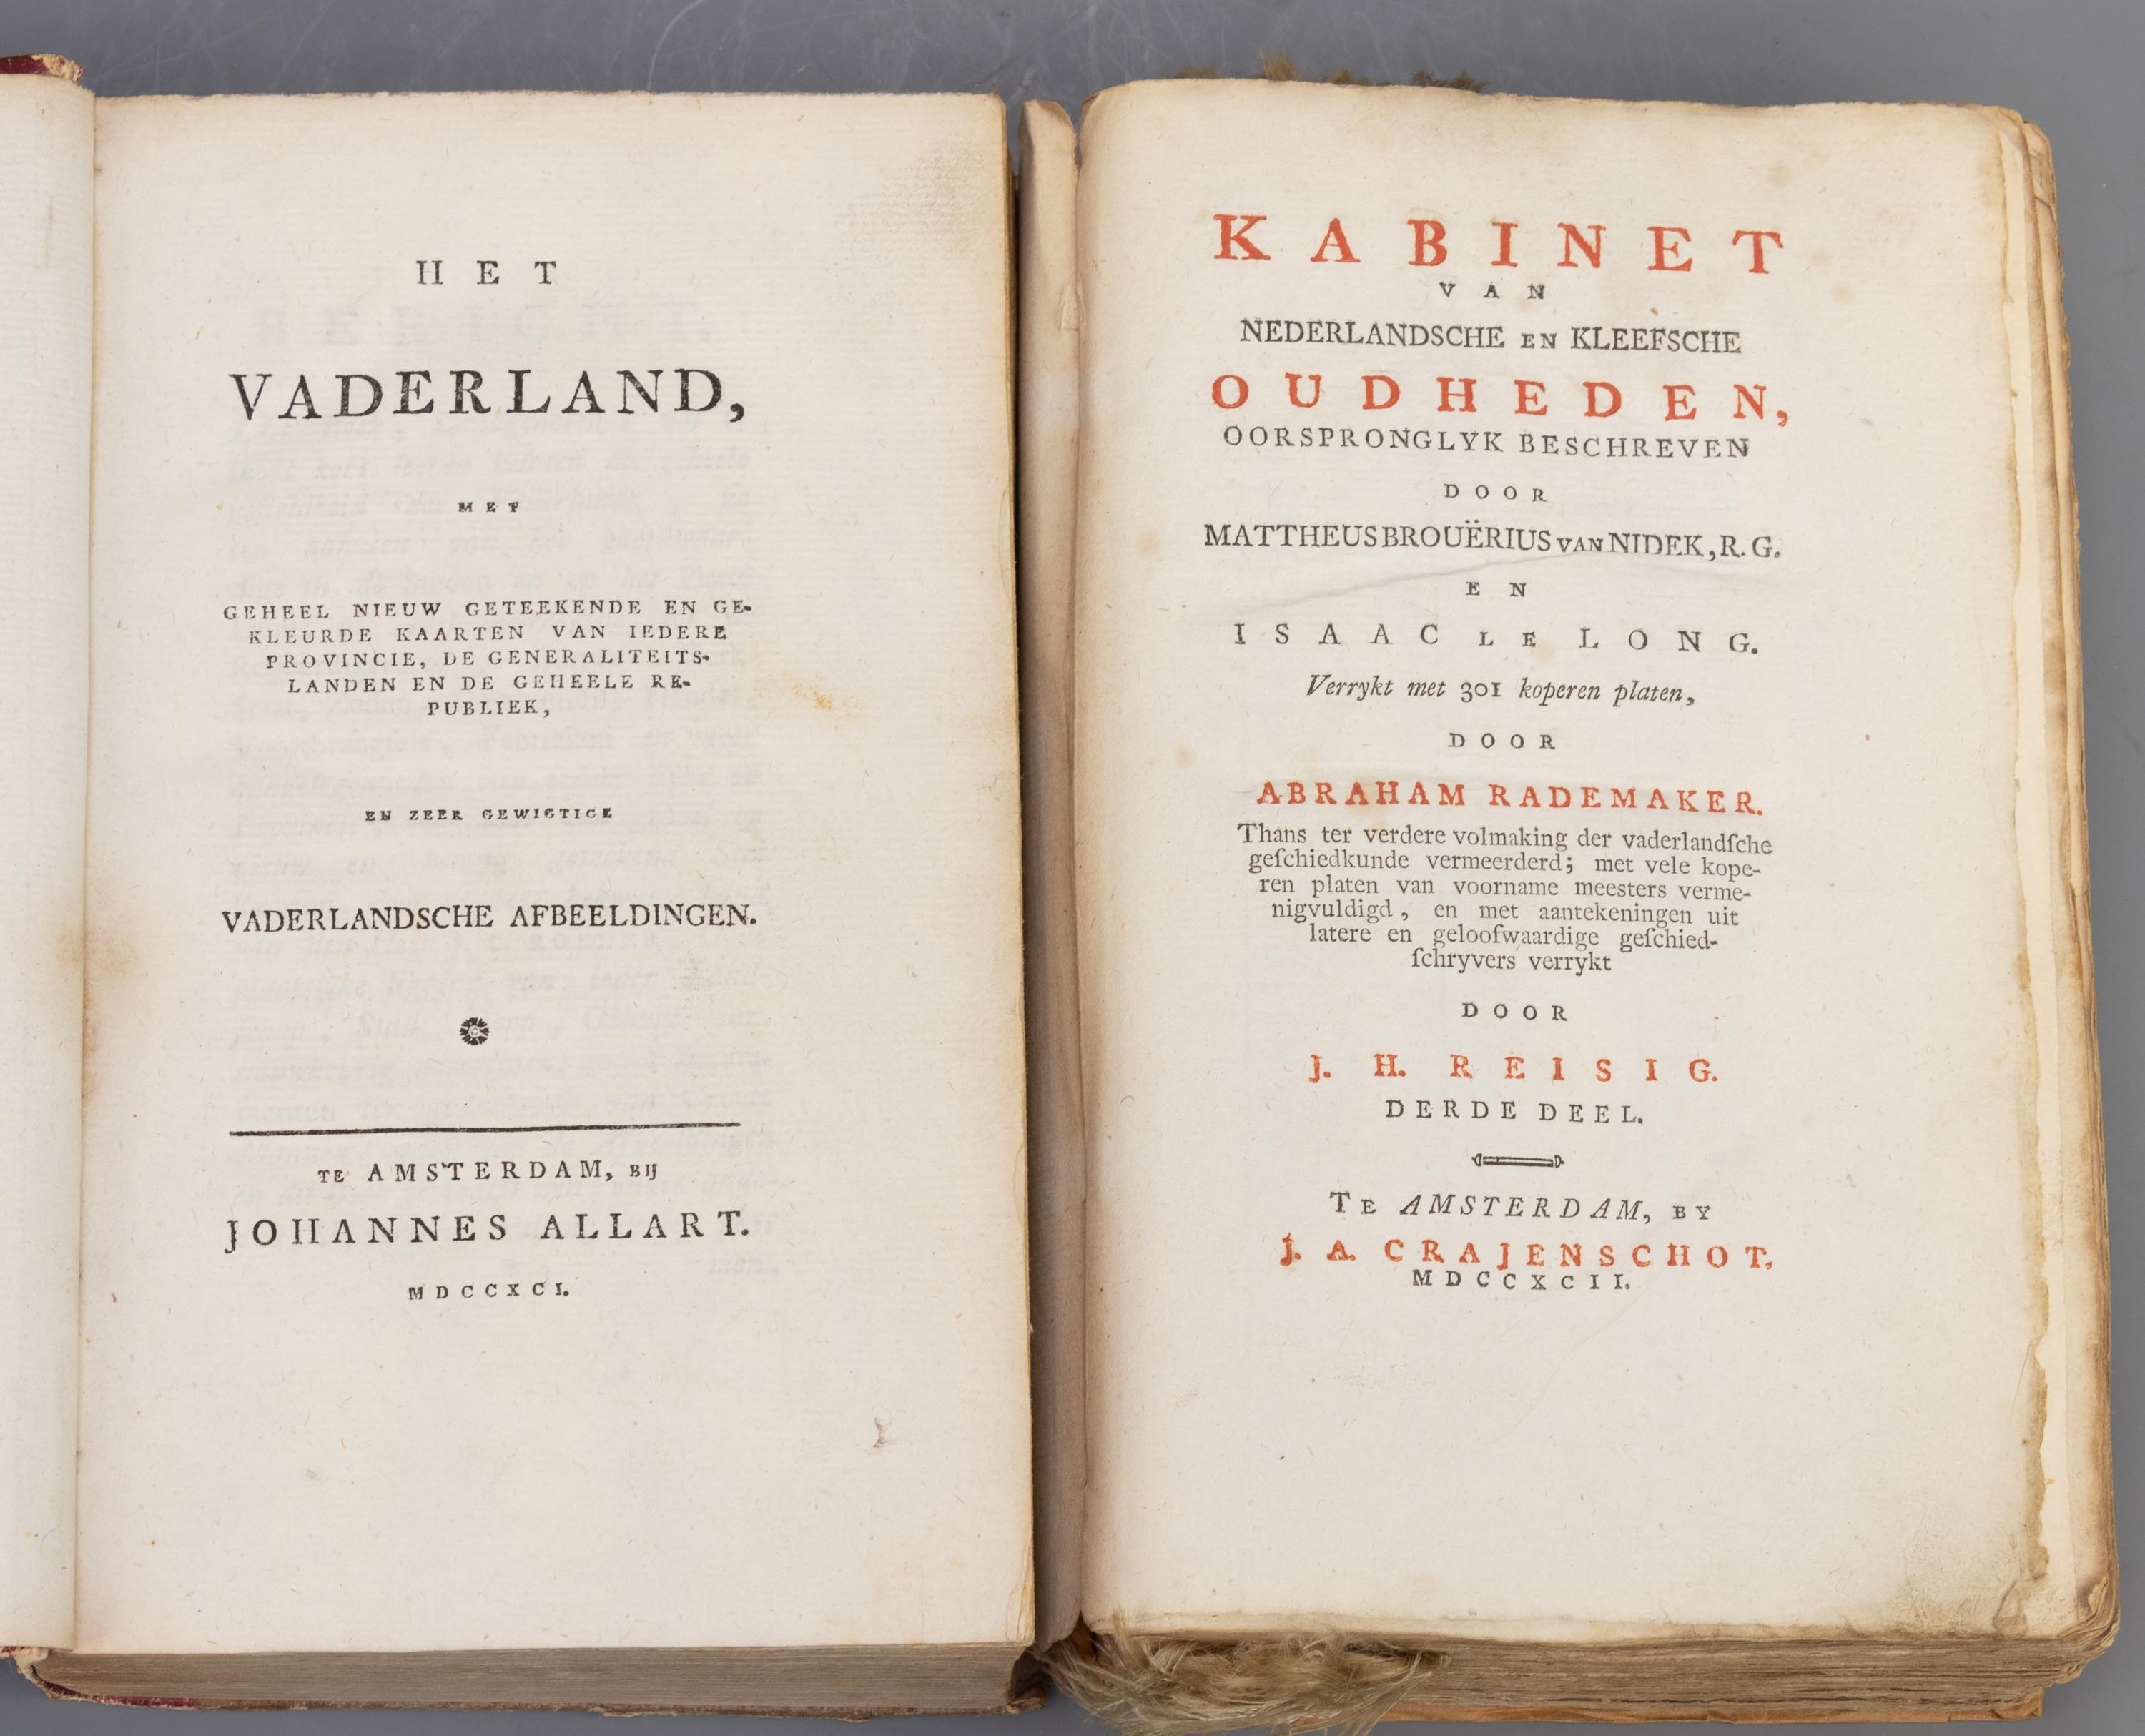 HET
VADERLAND,
MET
GEHEEL NIEUW GETEEKENDE EN GE-
KLEURDE KAARTEN VAN IEDERE
PROVINCIE, DE GENERALITEITS-
LANDEN EN DE GEHEELE RE-
PUBLIEK,
EN ZEER GEWIGTIGE
VADERLANDSCHE AFBEELDINGEN.
TE AMSTERDAM, BIJ
JOHANNES ALLART.
MDCCXCI.
KABINET
VAN
NEDERLANDSCHE EN KLEEFSCHE
OUDHEDEN,
OORSPRONGLYK BESCHREVEN
DOOR
MATTHEUS BROUËRIUS VAN NIDEK, R. G.
EN
ISAAC LE LONG.
Verrykt met 301 koperen platen,
DOOR
ABRAHAM RADEMAKER.
Thans ter verdere volmaking der vaderlandſche
geſchiedkunde vermeerderd; met vele kope-
ren platen van voorname meesters verme-
nigvuldigd, en met aantekeningen uit
latere en geloofwaardige geſchied-
ſchryvers verrykt
DOOR
J. H. REISIG.
DERDE DEEL.
TE AMSTERDAM, BY
J. A. CRAJENSCHOT,
MDCCXCII.